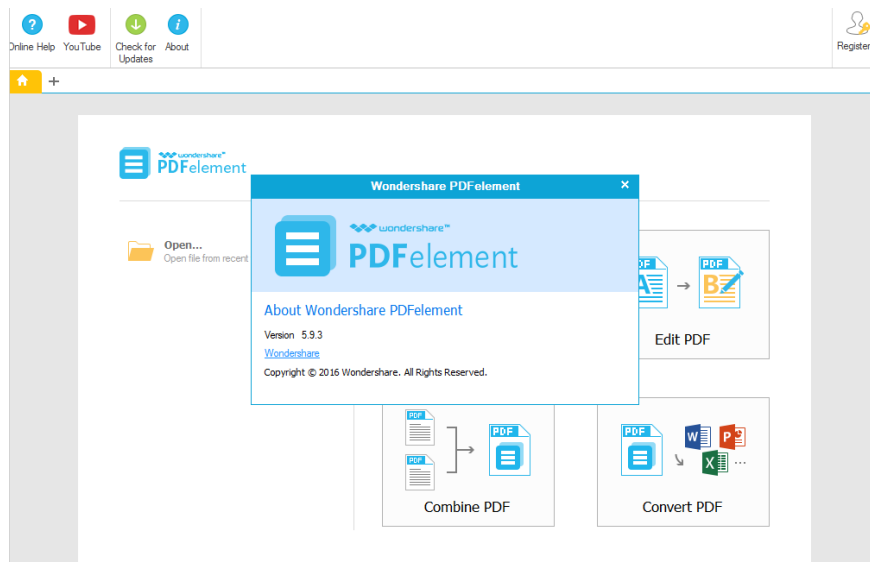 Online Help
YouTube
Check for
Updates
About
Register
wondershare™
PDFelement
Open...
Open file from recent
Wondershare PDFelement
wondershare™
PDFelement
About Wondershare PDFelement
Version 5.9.3
Wondershare
Copyright © 2016 Wondershare. All Rights Reserved.
PDF
A
PDF
B
Edit PDF
PDF
PDF
PDF
Combine PDF
PDF
W
P
X
...
Convert PDF